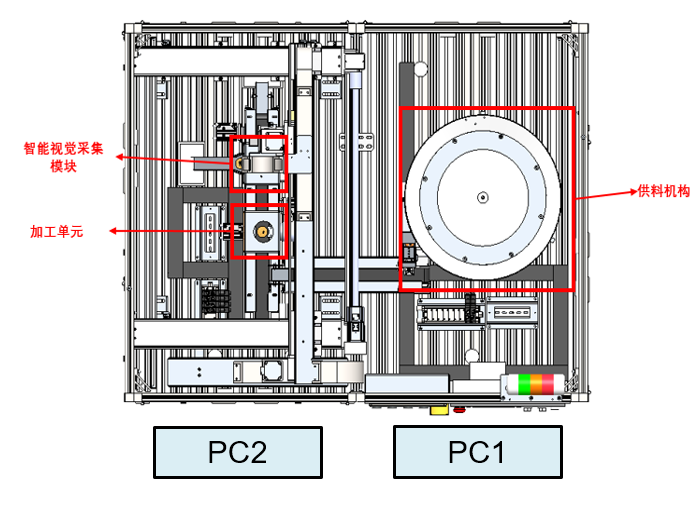 智能视觉采集
模块
供料机构
加工单元
PC2
PC1